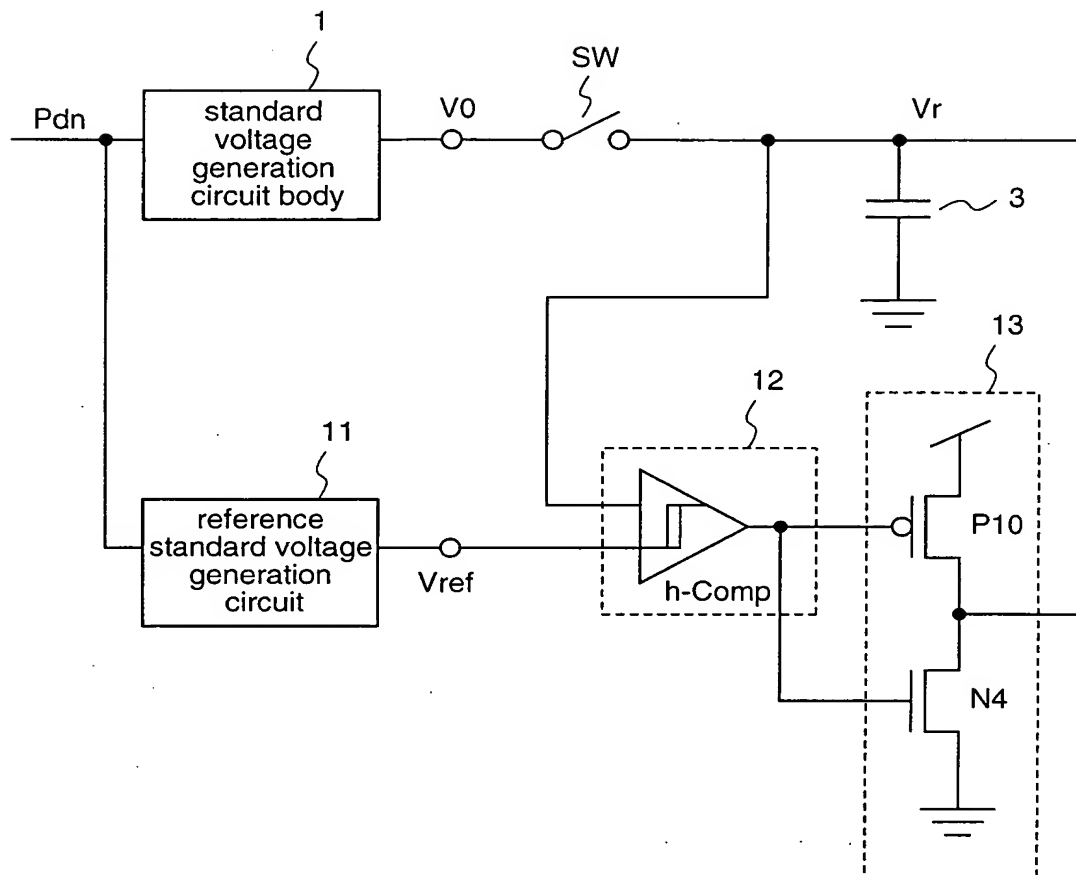 1
SW
Pdn
standard
voltage
generation
circuit body
V0
Vr
3
13
12
11
reference
standard voltage
generation
circuit
Vref
h-Comp
P10
N4